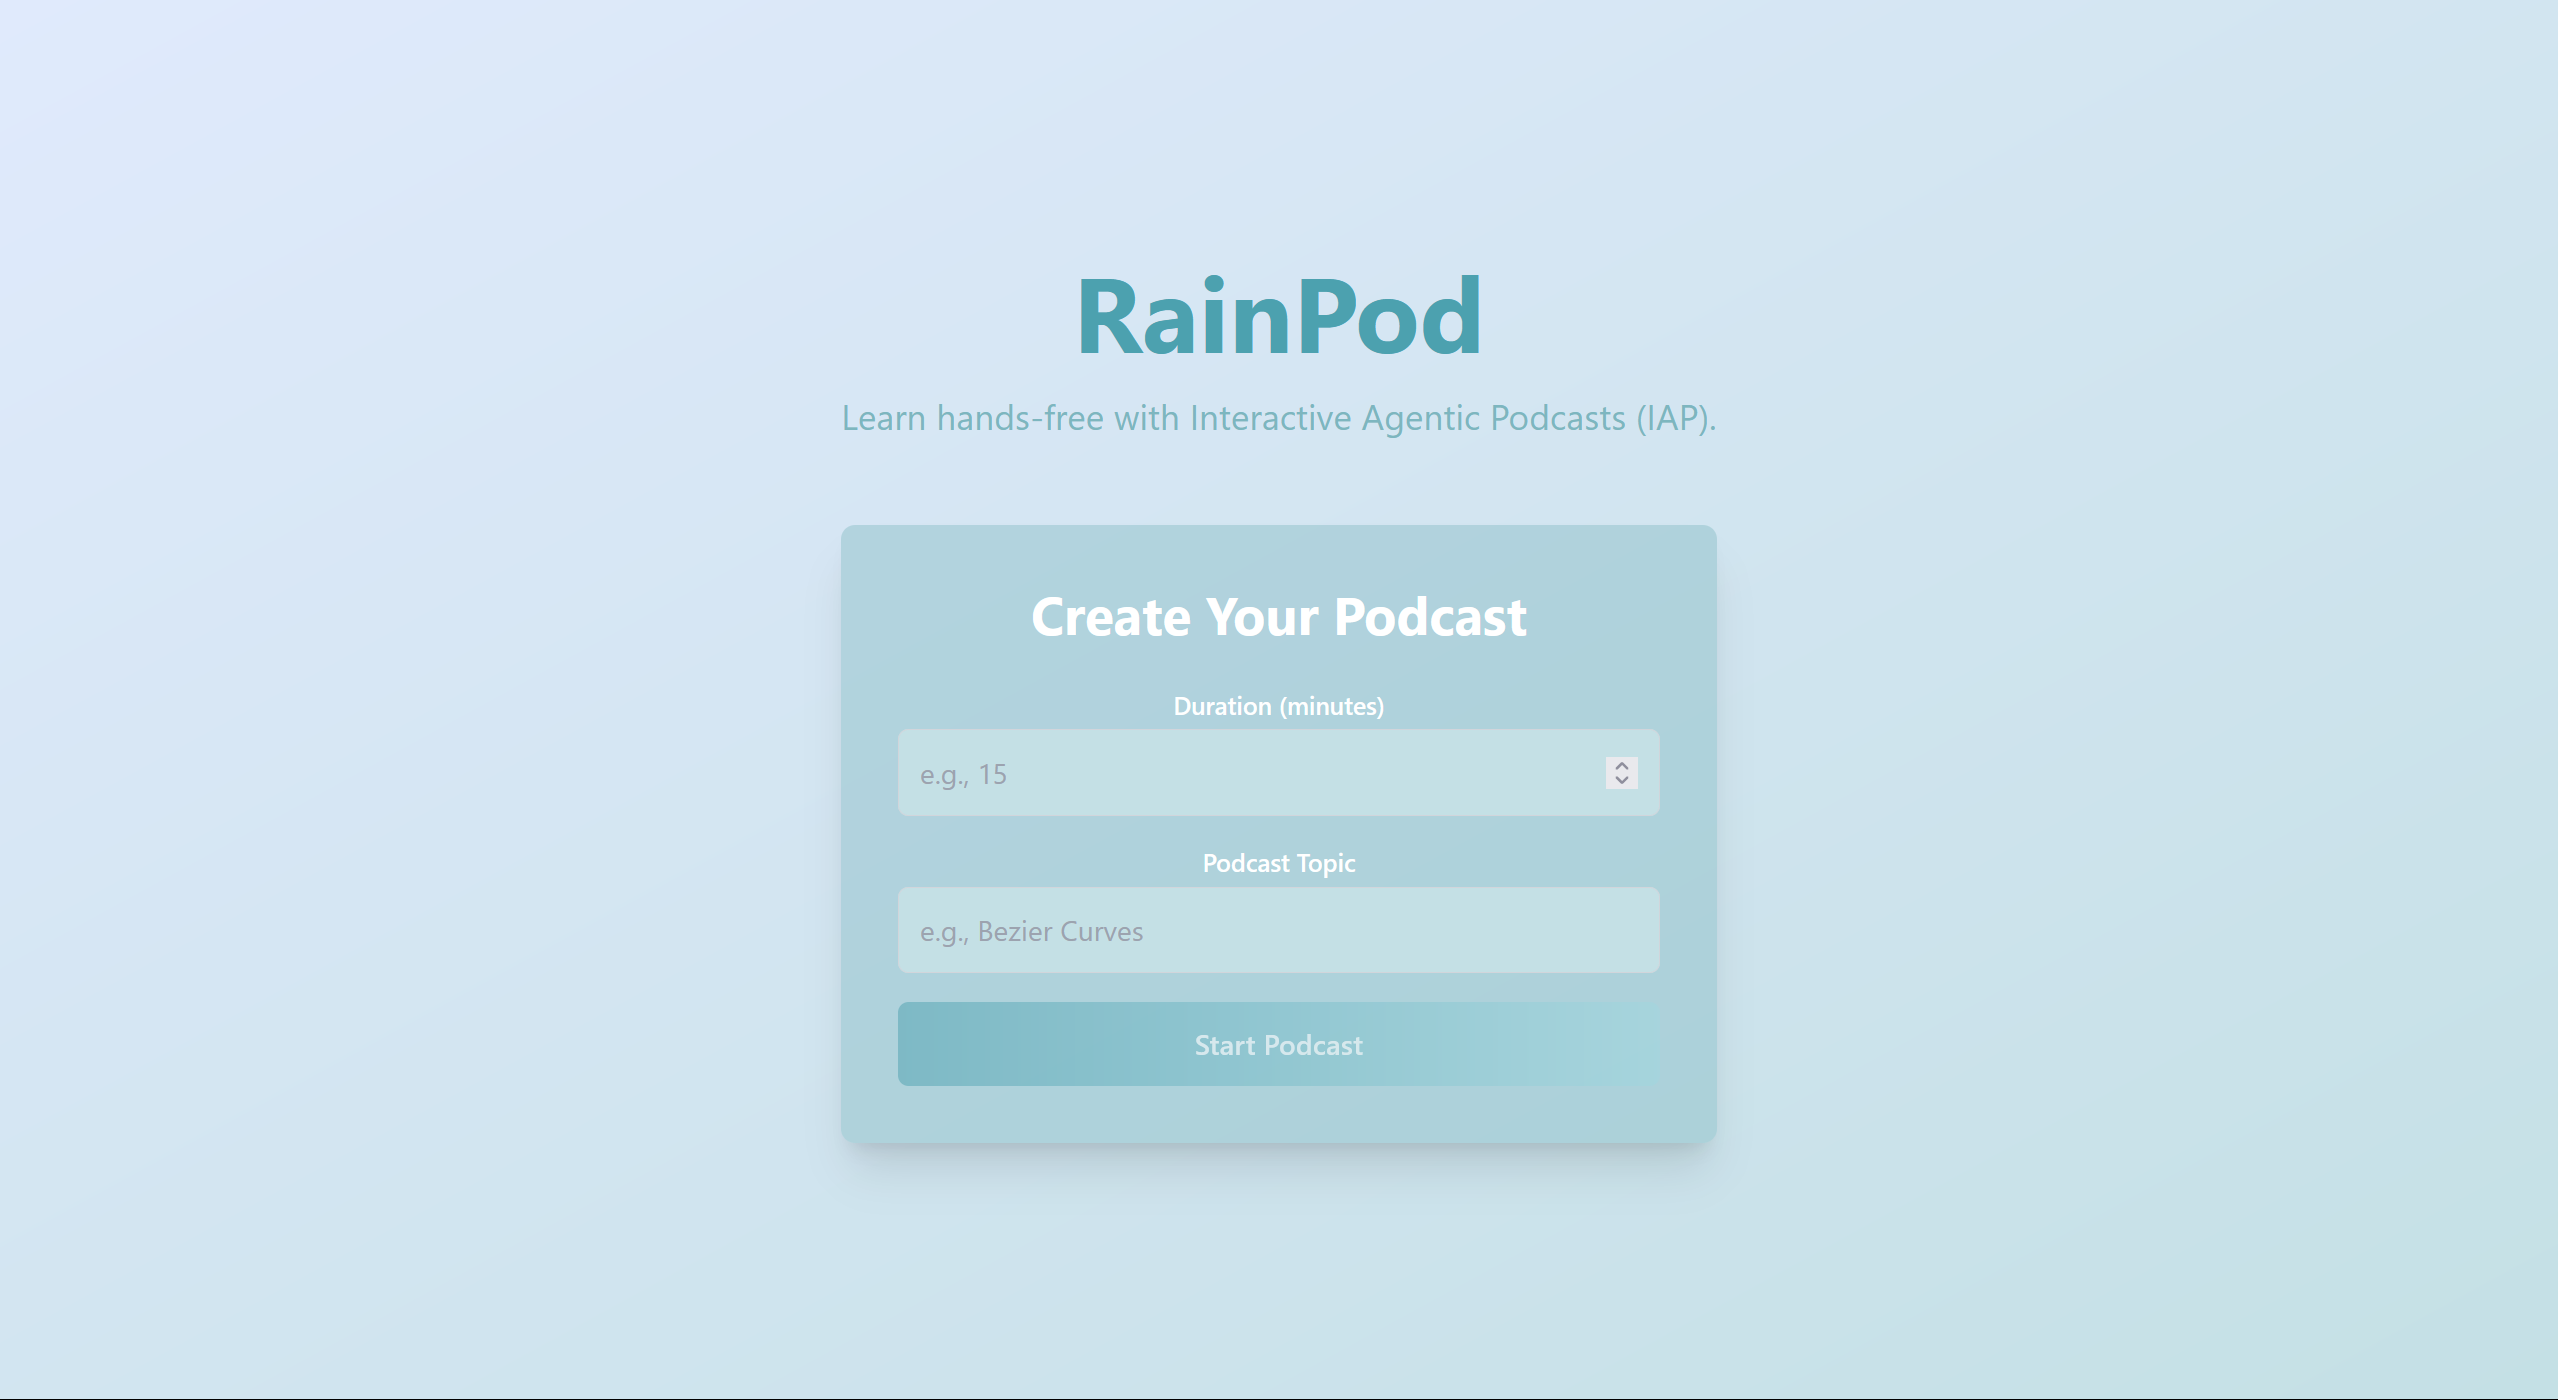 RainPod
Learn hands-free with Interactive Agentic Podcasts (IAP).
Create Your Podcast
Duration (minutes)
e.g., 15
Podcast Topic
e.g., Bezier Curves
Start Podcast